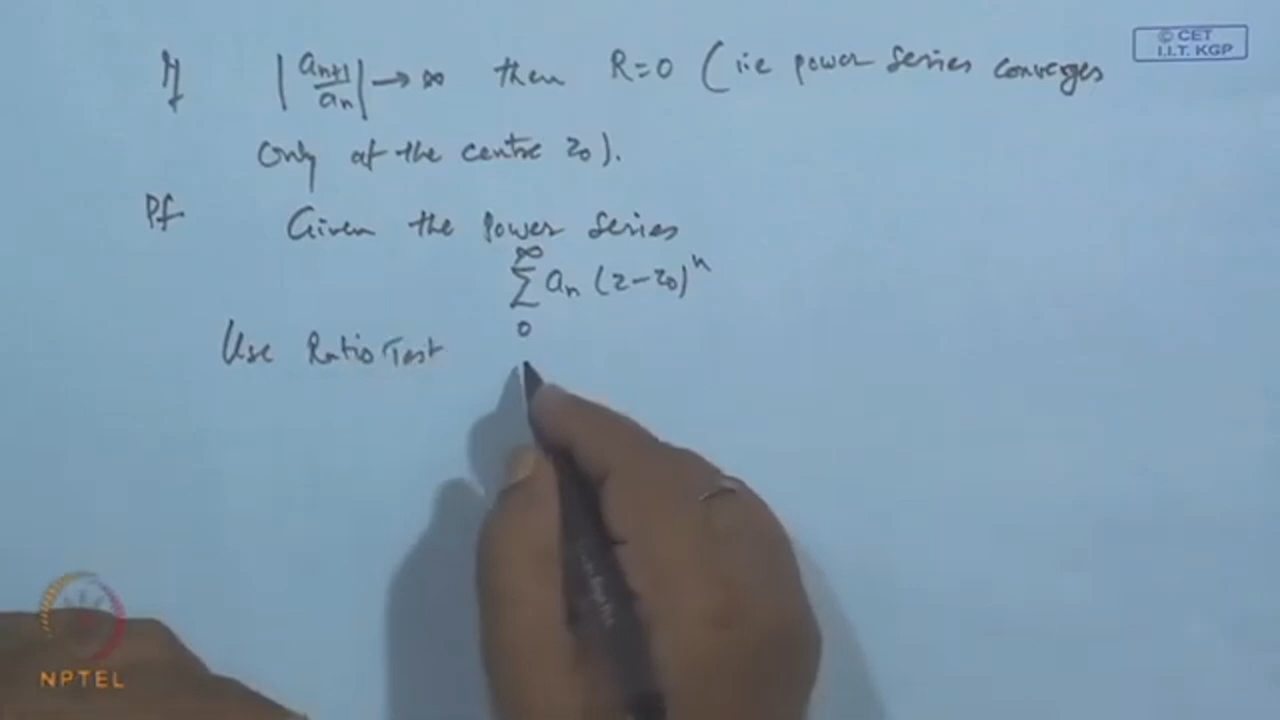 © CET
I.I.T. KGP
If |aₙ₊₁/aₙ| → ∞ then R=0 (i.e power series converges
only at the centre z₀).
Pf Given the power series
∞
Σ aₙ (z-z₀)ⁿ
0
Use Ratio Test
NPTEL